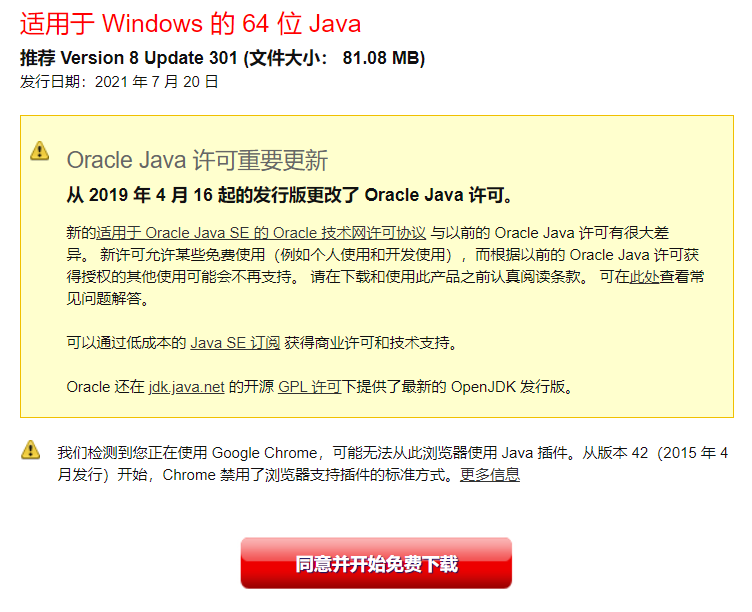 适用于 Windows 的 64 位 Java
推荐 Version 8 Update 301 (文件大小： 81.08 MB)
发行日期：2021 年 7 月 20 日
Oracle Java 许可重要更新
从 2019 年 4 月 16 起的发行版更改了 Oracle Java 许可。
新的适用于 Oracle Java SE 的 Oracle 技术网许可协议 与以前的 Oracle Java 许可有很大差
异。 新许可允许某些免费使用（例如个人使用和开发使用），而根据以前的 Oracle Java 许可获
得授权的其他使用可能会不再支持。 请在下载和使用此产品之前认真阅读条款。 可在此处查看常
见问题解答。
可以通过低成本的 Java SE 订阅 获得商业许可和技术支持。
Oracle 还在 jdk.java.net 的开源 GPL 许可下提供了最新的 OpenJDK 发行版。
我们检测到您正在使用 Google Chrome，可能无法从此浏览器使用 Java 插件。从版本 42（2015 年 4
月发行）开始，Chrome 禁用了浏览器支持插件的标准方式。更多信息
同意并开始免费下载